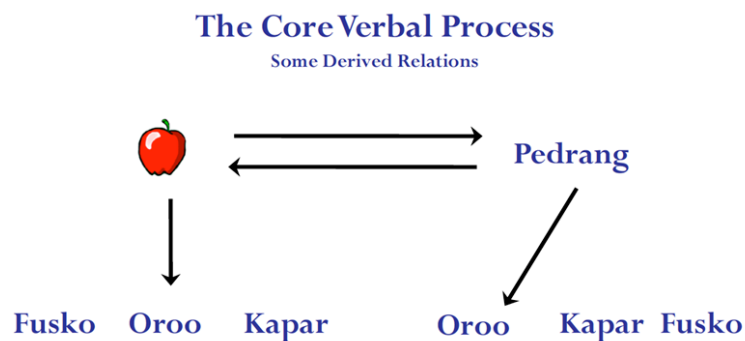 The Core Verbal Process
Some Derived Relations
Pedrang
Fusko Oroo Kapar Oroo Kapar Fusko